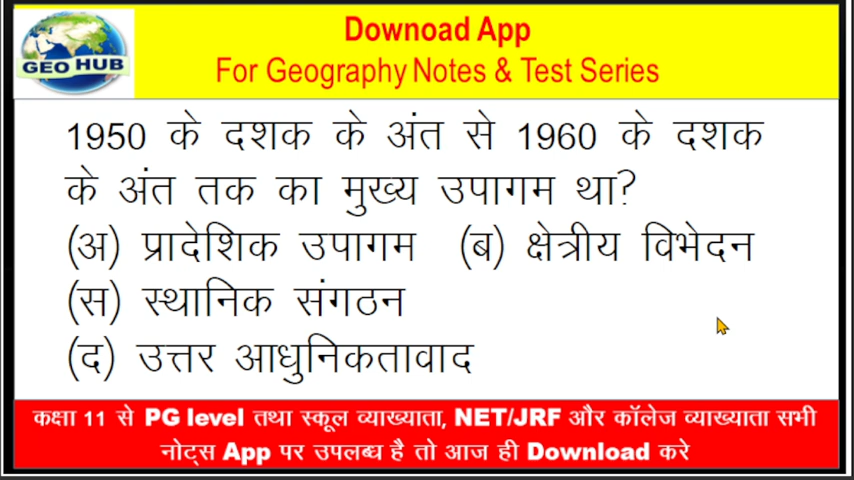 GEO HUB
Downoad App
For Geography Notes & Test Series
1950 के दशक के अंत से 1960 के दशक
के अंत तक का मुख्य उपागम था?
(अ) प्रादेशिक उपागम (ब) क्षेत्रीय विभेदन
(स) स्थानिक संगठन
(द) उत्तर आधुनिकतावाद
कक्षा 11 से PG level तथा स्कूल व्याख्याता, NET/JRF और कॉलेज व्याख्याता सभी
नोट्स App पर उपलब्ध है तो आज ही Download करे